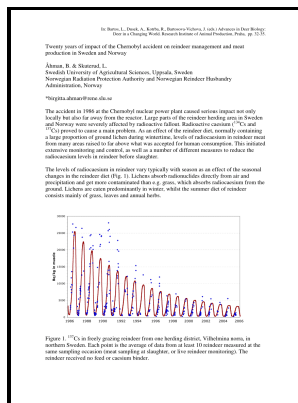 In: Bartos, L., Dusek, A., Kotrba, R., Bartosova-Vichova, J. (eds.) Advances in Deer Biology:
Deer in a Changing World. Research Institute of Animal Production, Praha, pp. 32-35.
Twenty years of impact of the Chernobyl accident on reindeer management and meat
production in Sweden and Norway
Åhman, B. & Skuterud, L.
Swedish University of Agricultural Sciences, Uppsala, Sweden
Norwegian Radiation Protection Authority and Norwegian Reindeer Husbandry
Administration, Norway
*birgitta.ahman@renu.slu.se
The accident in 1986 at the Chernobyl nuclear power plant caused serious impact not only
locally but also far away from the reactor. Large parts of the reindeer herding area in Sweden
and Norway were severely affected by radioactive fallout. Radioactive caesium (¹³⁴Cs and
¹³⁷Cs) proved to cause a main problem. As an effect of the reindeer diet, normally containing
a large proportion of ground lichens during wintertime, levels of radiocaesium in reindeer meat
from many areas raised to far above what was accepted for human consumption. This initiated
extensive monitoring and control, as well as a number of different measures to reduce the
radiocaesium levels in reindeer before slaughter.
The levels of radiocaesium in reindeer vary typically with season as an effect of the seasonal
changes in the reindeer diet (Fig. 1). Lichens absorb radionuclides directly from air and
precipitation and get more contaminated than e.g. grass, which absorbs radiocaesium from the
ground. Lichens are eaten predominantly in winter, whilst the summer diet of reindeer
consists mainly of grass, leaves and annual herbs.
30000
25000
20000
15000
10000
5000
0
Bq/kg in muscle
1986 1988 1990 1992 1994 1996 1998 2000 2002 2004 2006
Figure 1. ¹³⁷Cs in freely grazing reindeer from one herding district, Vilhelmina norra, in
northern Sweden. Each point is the average of data from at least 10 reindeer measured at the
same sampling occasion (meat sampling at slaughter, or live reindeer monitoring). The
reindeer received no feed or caesium binder.